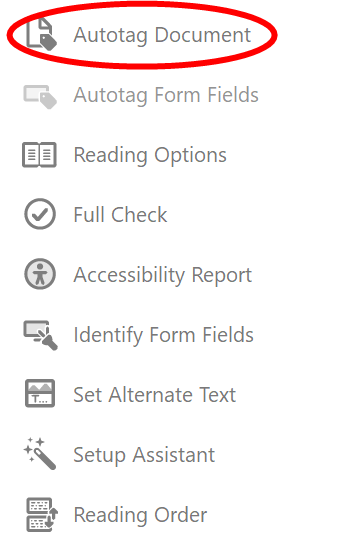 Autotag Document
Autotag Form Fields
Reading Options
Full Check
Accessibility Report
Identify Form Fields
Set Alternate Text
Setup Assistant
Reading Order